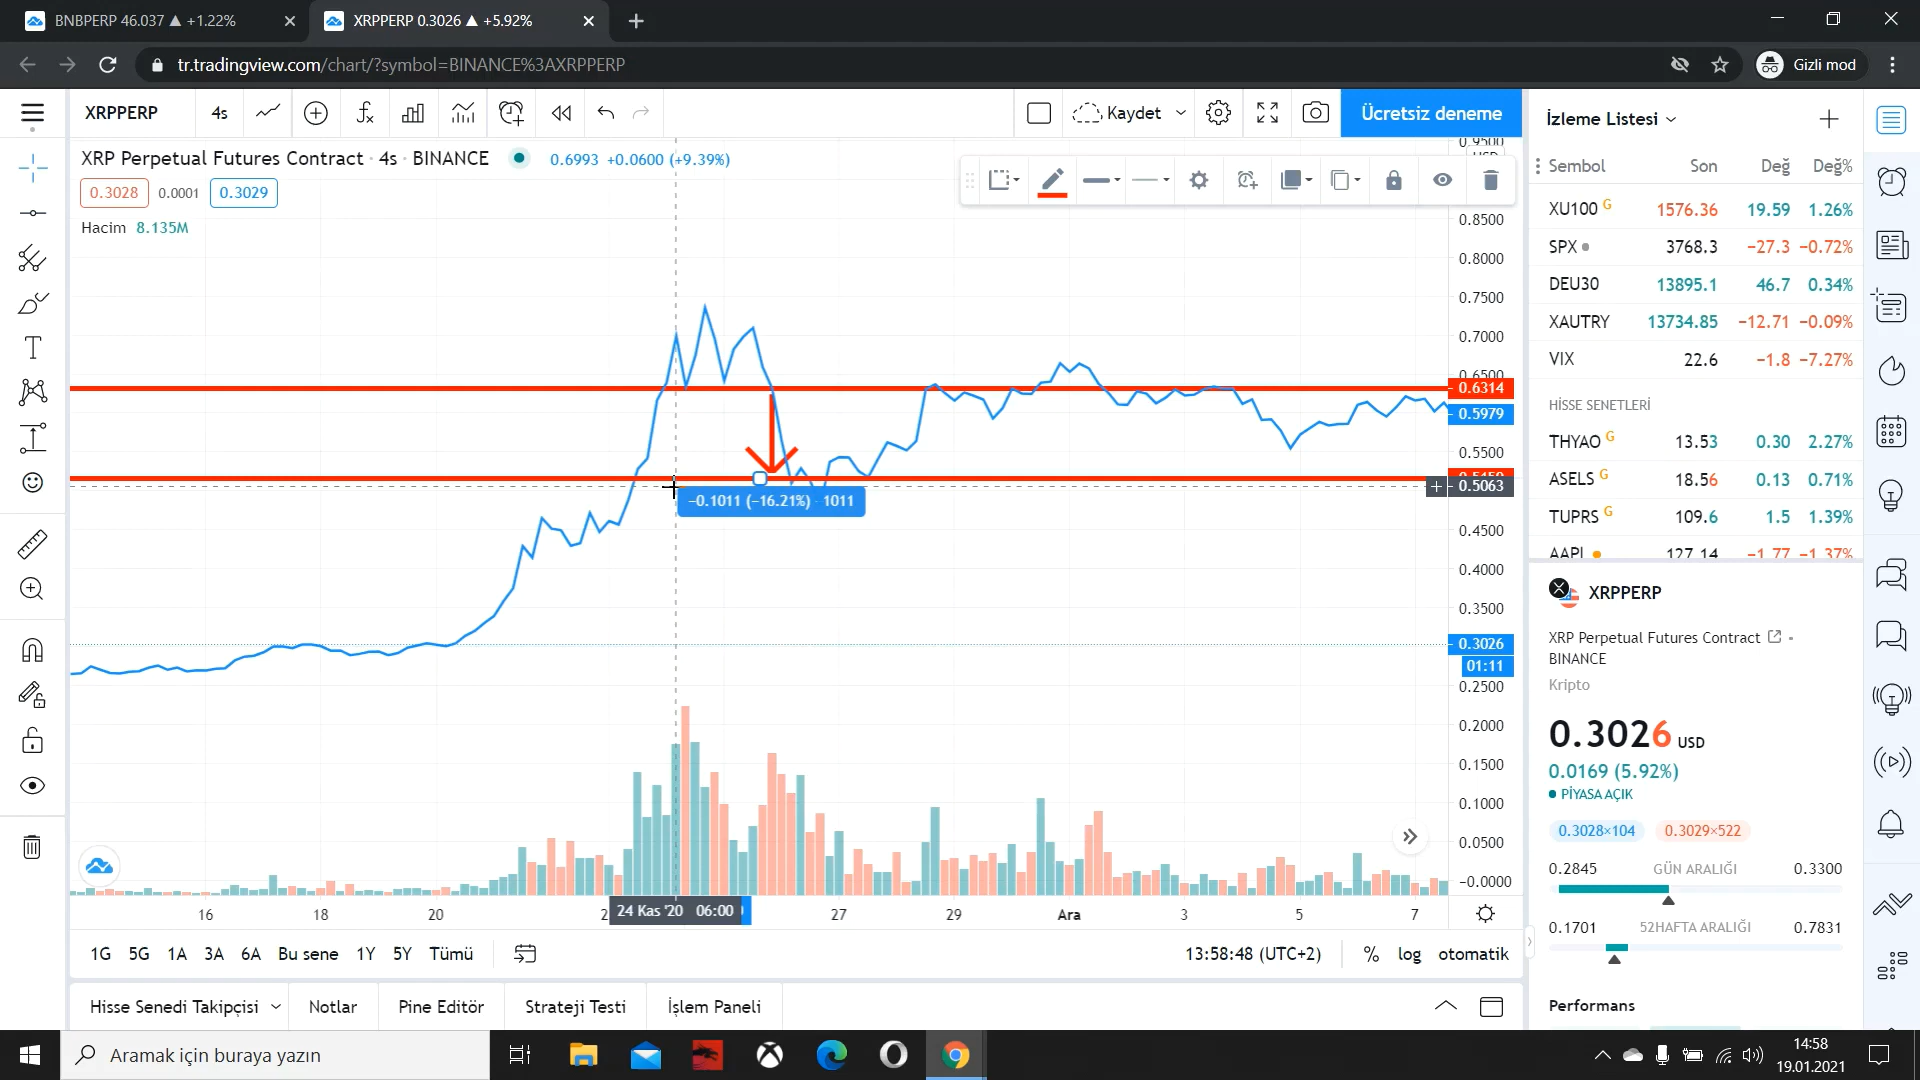 BNBPERP 46.037 ▲ +1.22%
XRPPERP 0.3026 ▲ +5.92%
tr.tradingview.com/chart/?symbol=BINANCE%3AXRPPERP
Gizli mod
XRPPERP
4s
Kaydet
Ücretsiz deneme
XRP Perpetual Futures Contract · 4s · BINANCE
0.6993 +0.0600 (+9.39%)
0.3028
0.0001
0.3029
Hacim 8.135M
0.9500
USD
0.8500
0.8000
0.7500
0.7000
0.6500
0.6314
0.5979
0.5500
0.5063
0.4500
0.4000
0.3500
0.3026
01:11
0.2500
0.2000
0.1500
0.1000
0.0500
−0.0000
−0.1011 (−16.21%) · 1011
16
18
20
24 Kas '20 06:00
27
29
Ara
3
5
7
1G 5G 1A 3A 6A Bu sene 1Y 5Y Tümü
13:58:48 (UTC+2)
% log otomatik
Hisse Senedi Takipçisi
Notlar
Pine Editör
Strateji Testi
İşlem Paneli
İzleme Listesi
Sembol Son Değ Değ%
XU100 G 1576.36 19.59 1.26%
SPX 3768.3 −27.3 −0.72%
DEU30 13895.1 46.7 0.34%
XAUTRY 13734.85 −12.71 −0.09%
VIX 22.6 −1.8 −7.27%
HİSSE SENETLERİ
THYAO G 13.53 0.30 2.27%
ASELS G 18.56 0.13 0.71%
TUPRS G 109.6 1.5 1.39%
AAPL 127.14 −1.77 −1.37%
XRPPERP
XRP Perpetual Futures Contract
BINANCE
Kripto
0.3026 USD
0.0169 (5.92%)
PİYASA AÇIK
0.3028×104
0.3029×522
0.2845 GÜN ARALIĞI 0.3300
0.1701 52HAFTA ARALIĞI 0.7831
Performans
Aramak için buraya yazın
14:58
19.01.2021